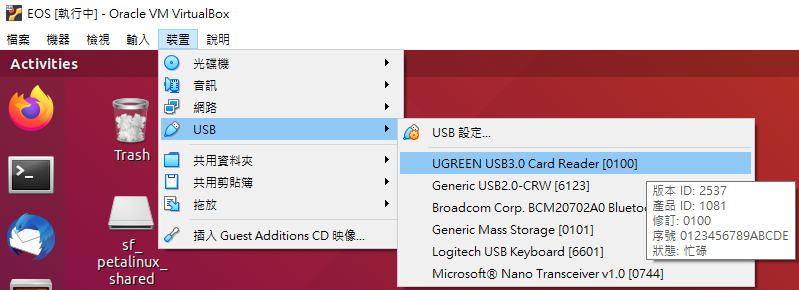 EOS [執行中] - Oracle VM VirtualBox
檔案 機器 檢視 輸入 裝置 說明
Activities
光碟機
音訊
網路
USB
共用資料夾
共用剪貼簿
拖放
插入 Guest Additions CD 映像...
USB 設定...
UGREEN USB3.0 Card Reader [0100]
Generic USB2.0-CRW [6123]
Broadcom Corp. BCM20702A0 Bluetoo
Generic Mass Storage [0101]
Logitech USB Keyboard [6601]
Microsoft® Nano Transceiver v1.0 [0744]
版本 ID: 2537
產品 ID: 1081
修訂: 0100
序號 0123456789ABCDE
狀態: 忙碌
Trash
sf_
petalinux_
shared